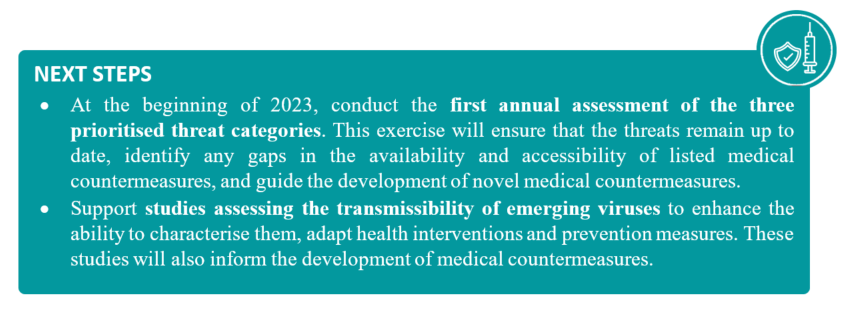 NEXT STEPS
• At the beginning of 2023, conduct the first annual assessment of the three
prioritised threat categories. This exercise will ensure that the threats remain up to
date, identify any gaps in the availability and accessibility of listed medical
countermeasures, and guide the development of novel medical countermeasures.
• Support studies assessing the transmissibility of emerging viruses to enhance the
ability to characterise them, adapt health interventions and prevention measures. These
studies will also inform the development of medical countermeasures.